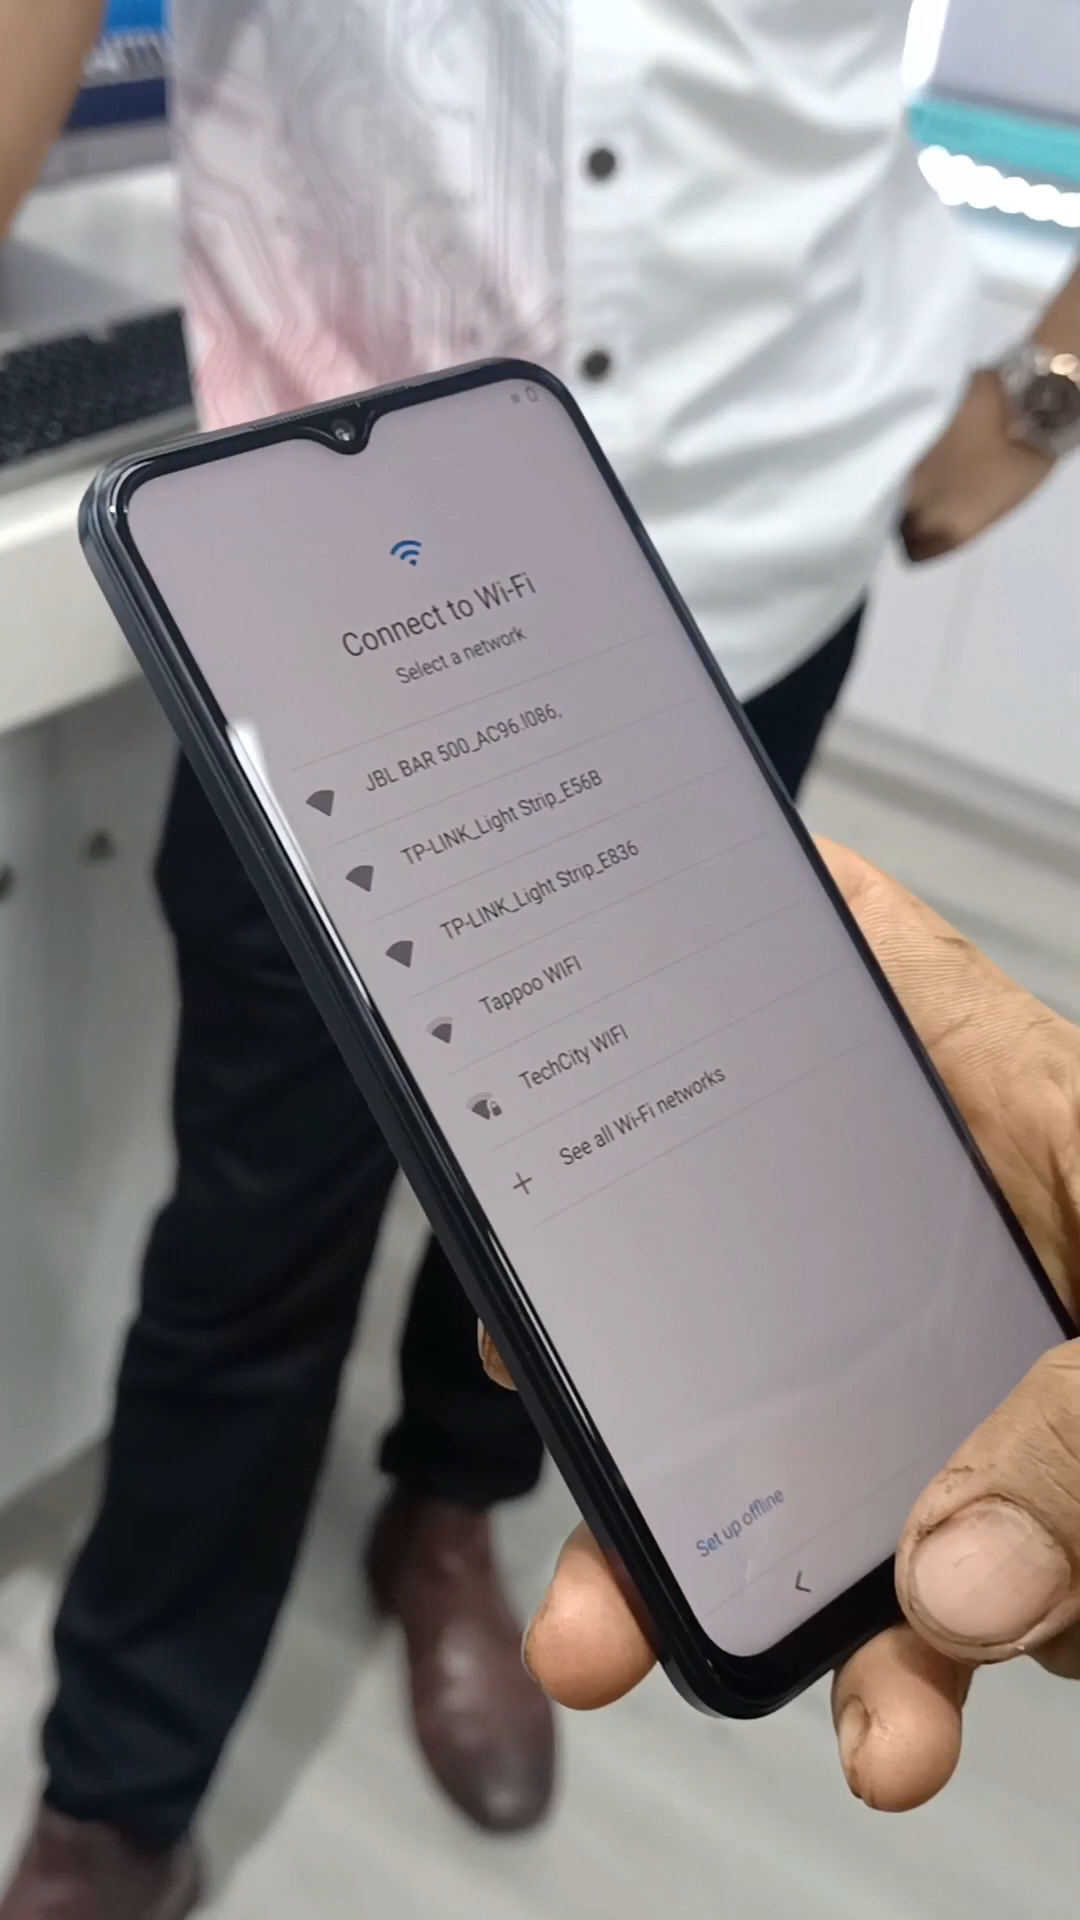 Connect to Wi-Fi
Select a network
JBL BAR 500_AC96.I086,
TP-LINK_Light Strip_E56B
TP-LINK_Light Strip_E836
Tappoo WIFI
TechCity WIFI
See all Wi-Fi networks
Set up offline